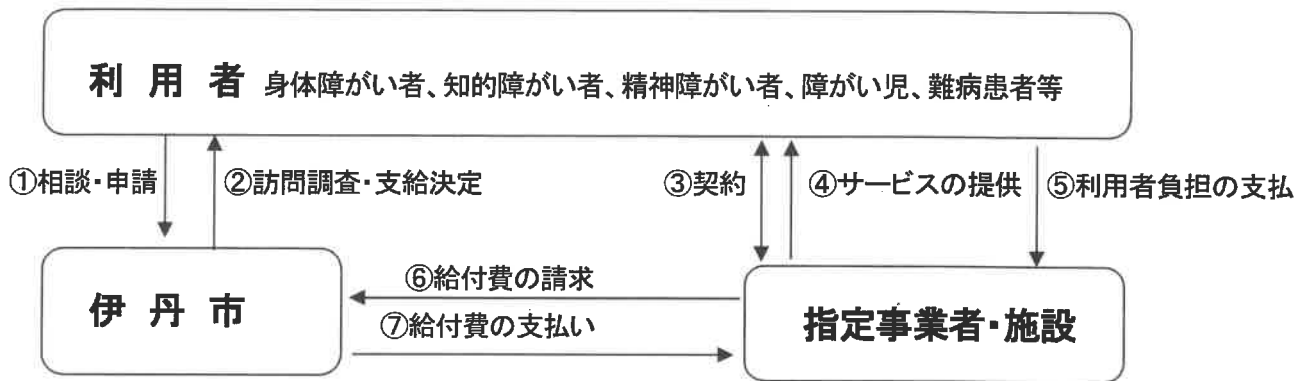 利用者 身体障がい者、知的障がい者、精神障がい者、障がい児、難病患者等
①相談・申請
②訪問調査・支給決定
③契約
④サービスの提供
⑤利用者負担の支払
⑥給付費の請求
伊丹市
⑦給付費の支払い
指定事業者・施設